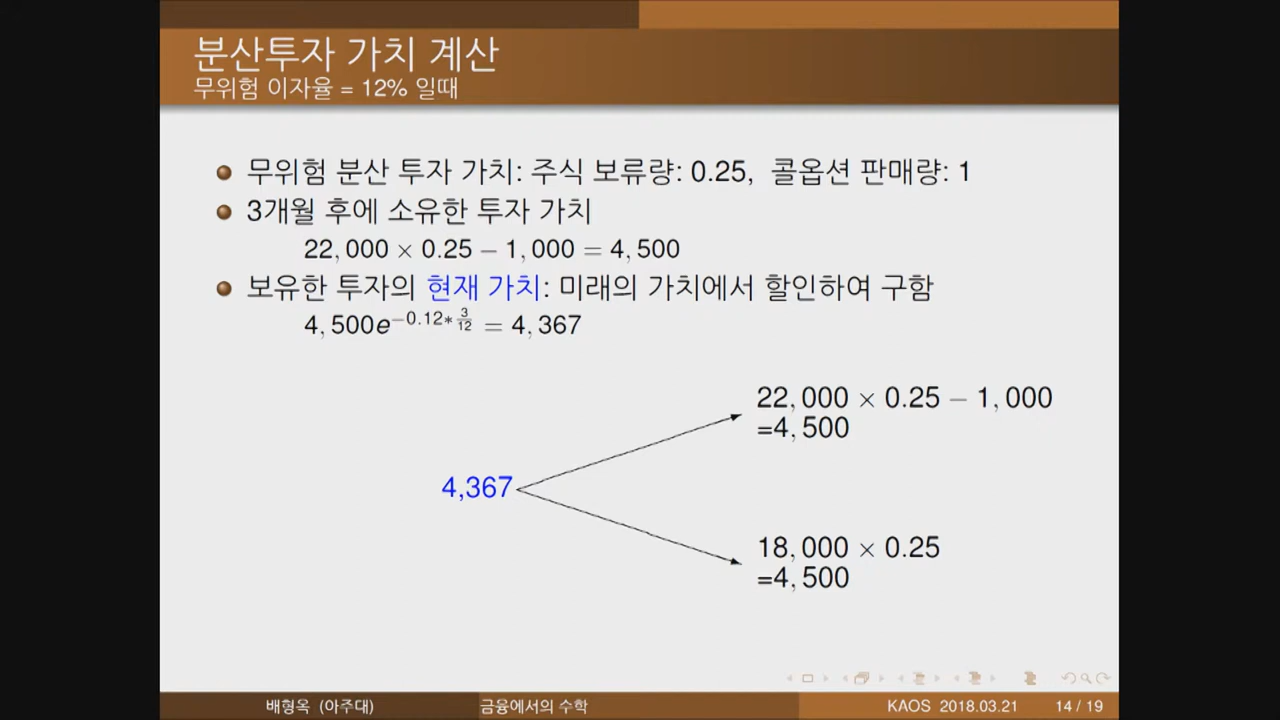 분산투자 가치 계산
무위험 이자율 = 12% 일때
무위험 분산 투자 가치: 주식 보류량: 0.25, 콜옵션 판매량: 1
3개월 후에 소유한 투자 가치
22,000 × 0.25 − 1,000 = 4,500
보유한 투자의 현재 가치: 미래의 가치에서 할인하여 구함
4,500e^{−0.12*\frac{3}{12}} = 4,367
22,000 × 0.25 − 1,000
=4,500
4,367
18,000 × 0.25
=4,500
배형옥 (아주대) 금융에서의 수학 KAOS 2018.03.21 14 / 19